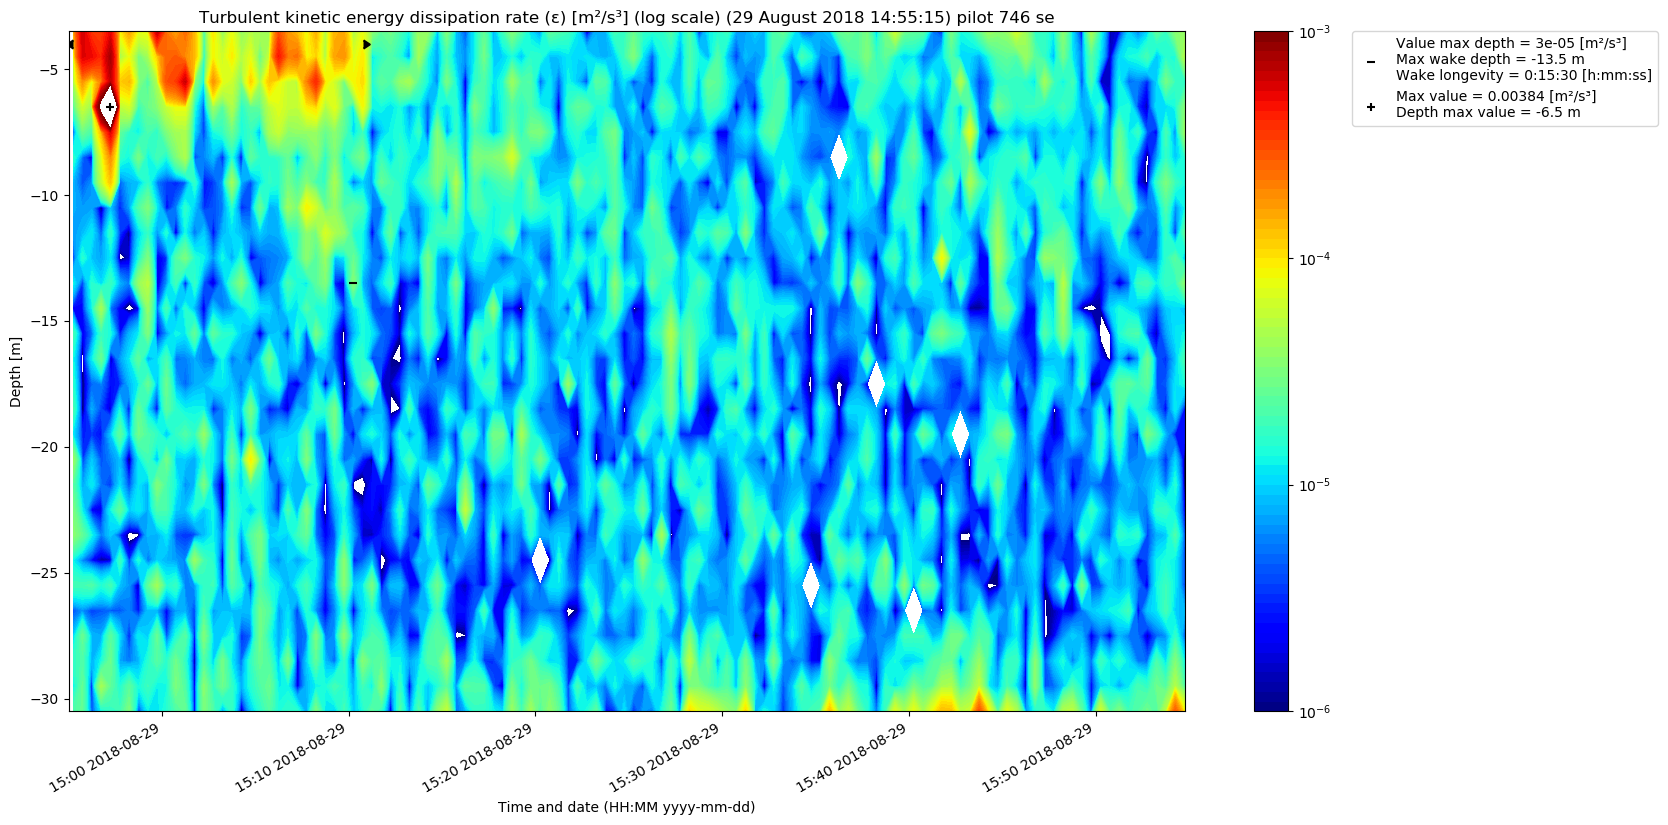 Turbulent kinetic energy dissipation rate (ε) [m²/s³] (log scale) (29 August 2018 14:55:15) pilot 746 se
Value max depth = 3e-05 [m²/s³]
Max wake depth = -13.5 m
Wake longevity = 0:15:30 [h:mm:ss]
Max value = 0.00384 [m²/s³]
Depth max value = -6.5 m
Depth [m]
−5
−10
−15
−20
−25
−30
10⁻³
10⁻⁴
10⁻⁵
10⁻⁶
15:00 2018-08-29
15:10 2018-08-29
15:20 2018-08-29
15:30 2018-08-29
15:40 2018-08-29
15:50 2018-08-29
Time and date (HH:MM yyyy-mm-dd)